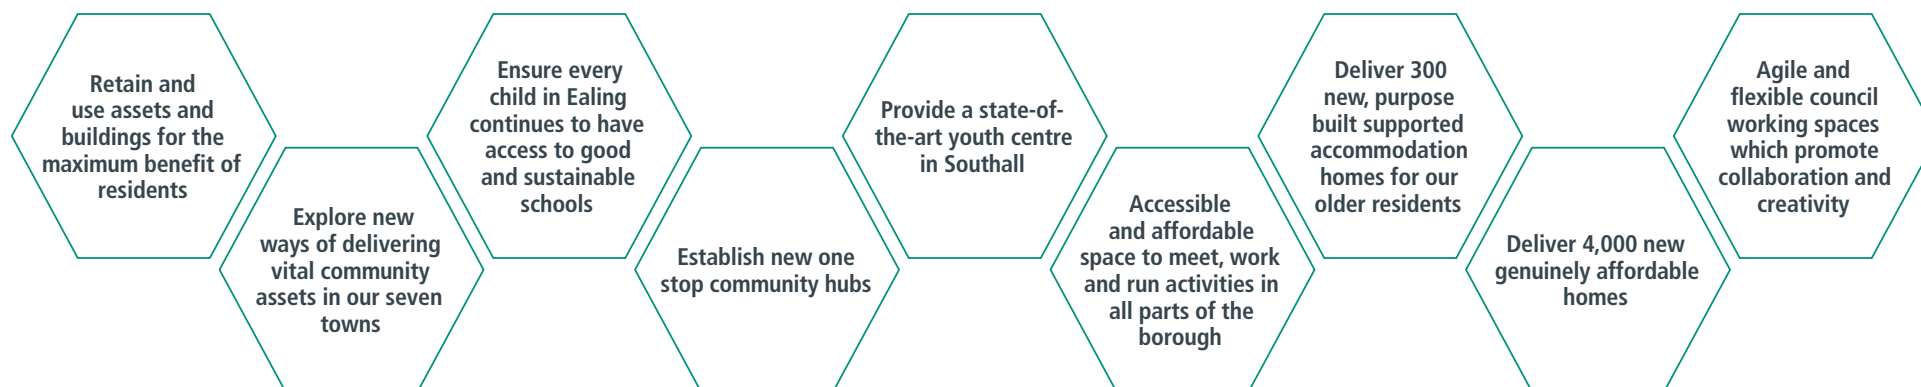 Retain and
use assets and
buildings for the
maximum benefit of
residents
Explore new
ways of delivering
vital community
assets in our seven
towns
Ensure every
child in Ealing
continues to have
access to good
and sustainable
schools
Establish new one
stop community hubs
Provide a state-of-
the-art youth centre
in Southall
Accessible
and affordable
space to meet, work
and run activities in
all parts of the
borough
Deliver 300
new, purpose
built supported
accommodation
homes for our
older residents
Deliver 4,000 new
genuinely affordable
homes
Agile and
flexible council
working spaces
which promote
collaboration and
creativity